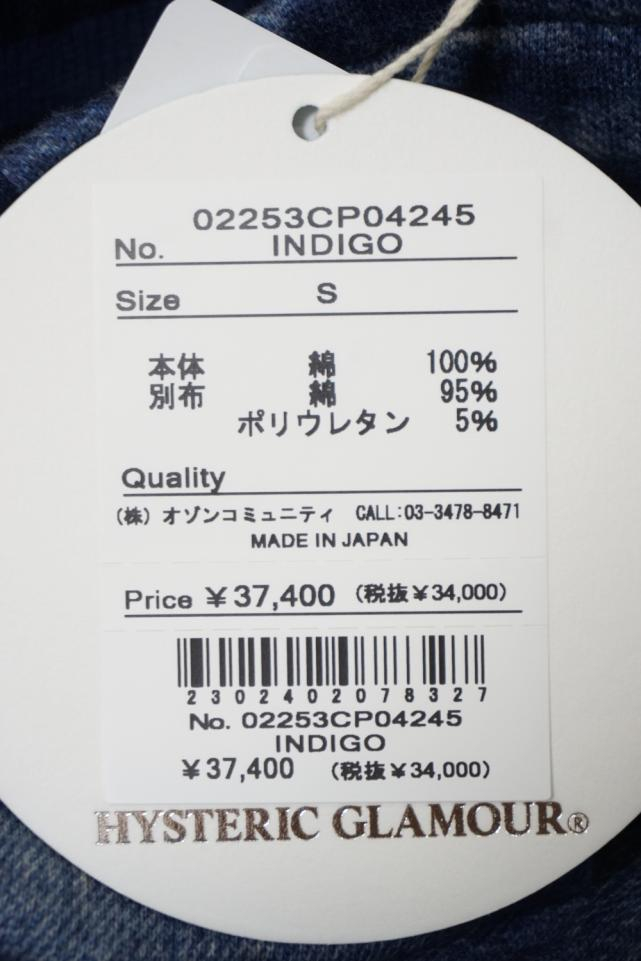 02253CP04245
No. INDIGO
Size S
本体 綿 100%
別布 綿 95%
ポリウレタン 5%
Quality
(株) オゾンコミュニティ CALL:03-3478-8471
MADE IN JAPAN
Price ¥37,400 (税抜¥34,000)
2302402078327
No. 02253CP04245
INDIGO
¥37,400 (税抜¥34,000)
HYSTERIC GLAMOUR®